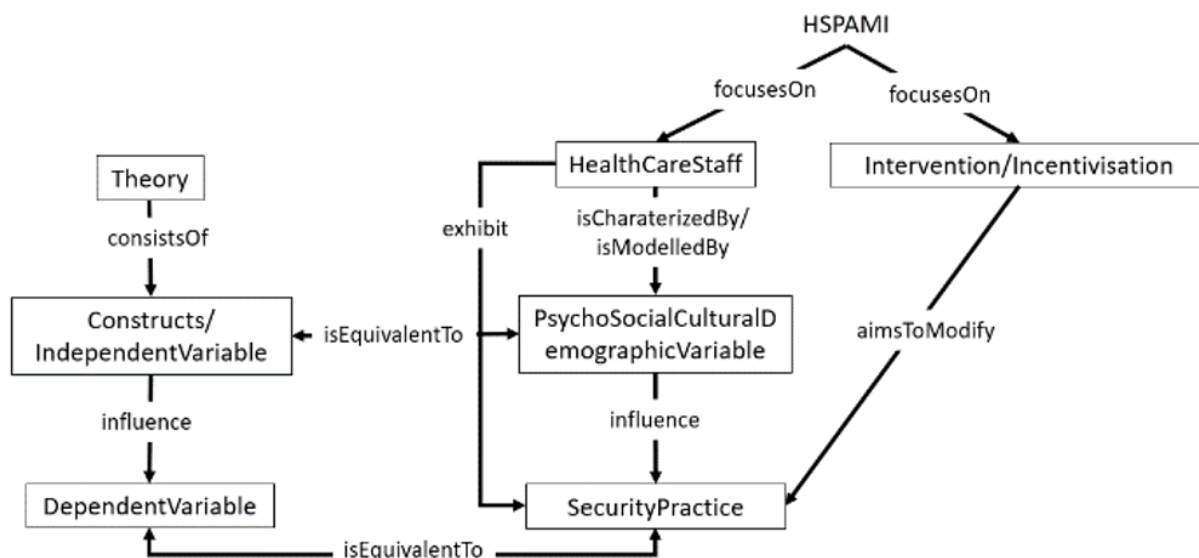 HSPAMI
focusesOn
focusesOn
HealthCareStaff
Intervention/Incentivisation
Theory
exhibit
isCharaterizedBy/
isModelledBy
consistsOf
Constructs/
IndependentVariable
isEquivalentTo
PsychoSocialCulturalD
emographicVariable
aimsToModify
influence
influence
DependentVariable
SecurityPractice
isEquivalentTo